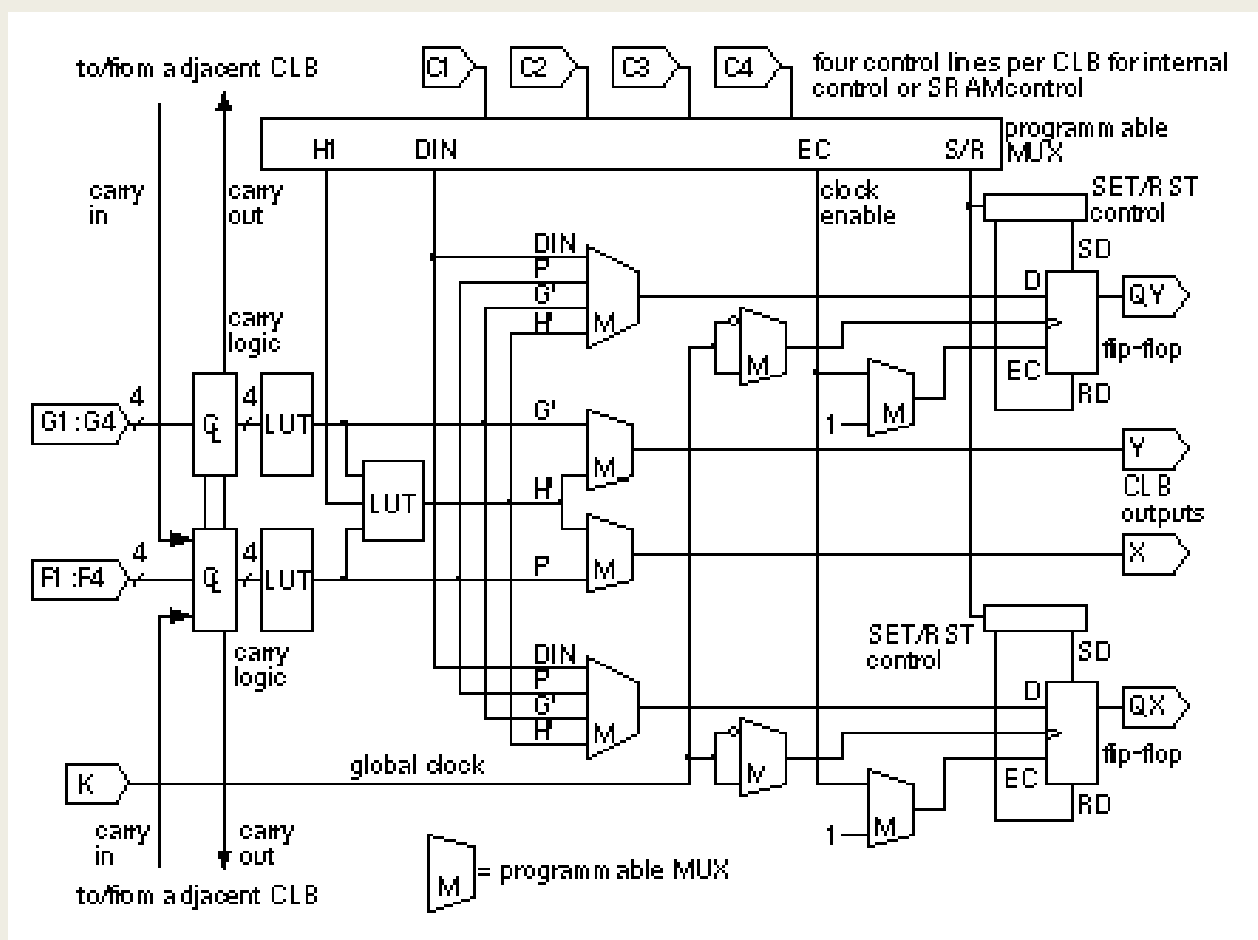 to/from adjacent CLB
C1
C2
C3
C4
four control lines per CLB for internal
control or SRAM control
programmable
MUX
H1
DIN
EC
S/R
carry
in
carry
out
clock
enable
SET/RST
control
SD
DIN
F'
G'
H'
M
D
QY
carry
logic
M
flip-flop
EC
RD
4
4
M
G1:G4
CL
LUT
G'
1
M
Y
LUT
H'
CLB
outputs
4
4
F1:F4
CL
LUT
F'
M
X
carry
logic
DIN
F'
G'
H'
M
SET/RST
control
SD
D
QX
global clock
K
M
flip-flop
EC
RD
carry
in
carry
out
1
M
M
= programmable MUX
to/from adjacent CLB